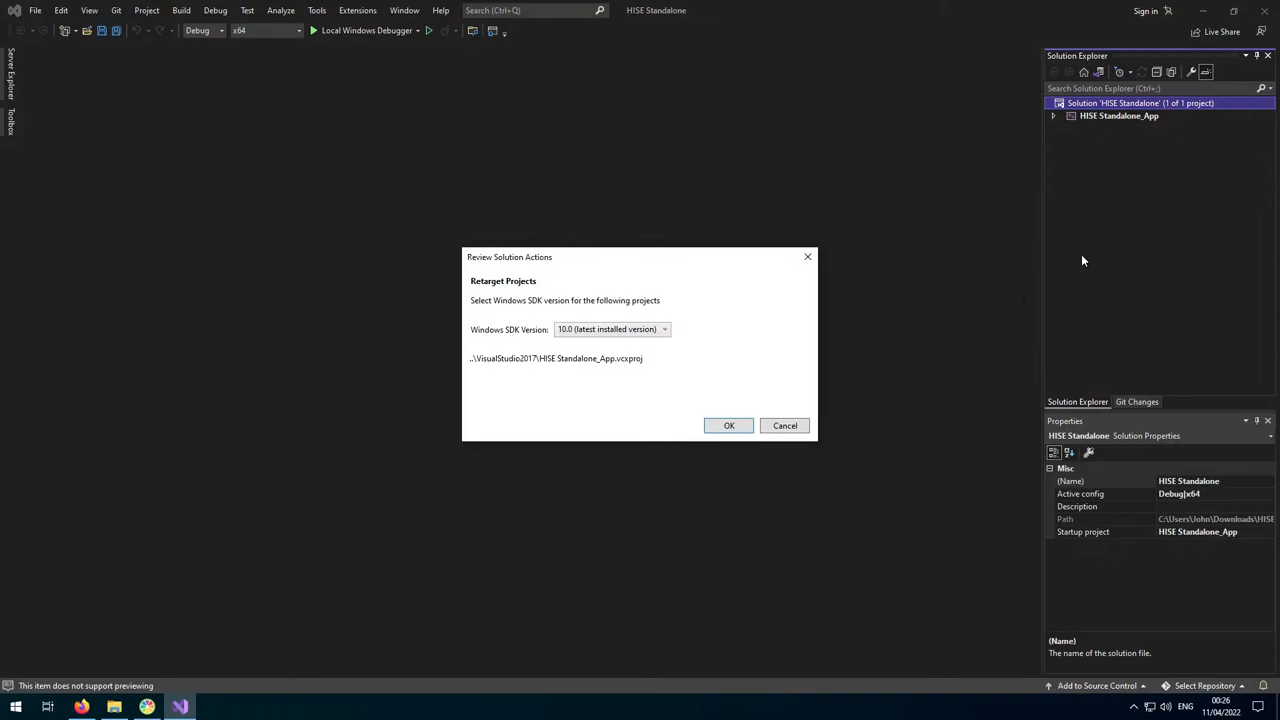 File Edit View Git Project Build Debug Test Analyze Tools Extensions Window Help Search (Ctrl+Q) HISE Standalone Sign in
Debug x64 Local Windows Debugger Live Share
Server Explorer
Toolbox
Solution Explorer
Search Solution Explorer (Ctrl+;)
Solution 'HISE Standalone' (1 of 1 project)
HISE Standalone_App
Review Solution Actions
Retarget Projects
Select Windows SDK version for the following projects
Windows SDK Version: 10.0 (latest installed version)
..\VisualStudio2017\HISE Standalone_App.vcxproj
OK Cancel
Solution Explorer Git Changes
Properties
HISE Standalone Solution Properties
Misc
(Name) HISE Standalone
Active config Debug|x64
Description
Path C:\Users\John\Downloads\HISE
Startup project HISE Standalone_App
(Name)
The name of the solution file.
This item does not support previewing Add to Source Control Select Repository
ENG 00:26
11/04/2022